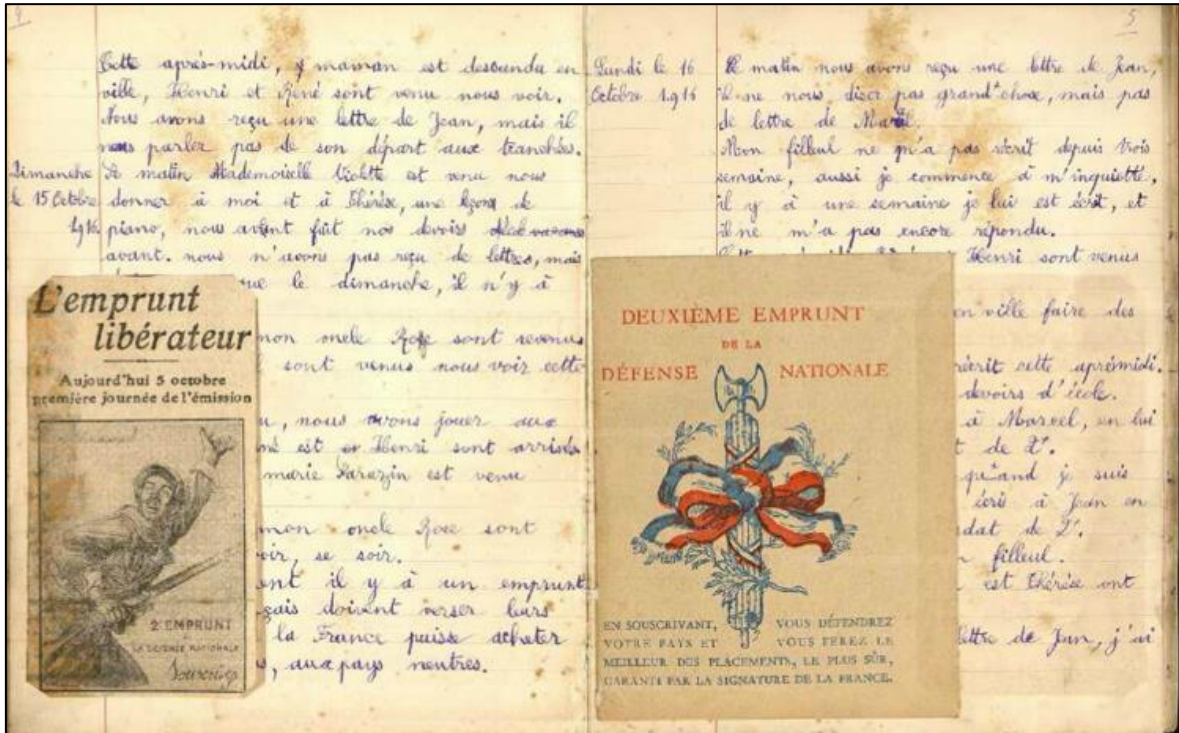 4
Cette après-midi, maman est descendu en
ville, Henri et René sont venu nous voir.
Nous avons reçu une lettre de Jean, mais il
nous parler pas de son départ aux tranchées.
Dimanche
le 15 Octobre
1916
matin Mademoiselle Violette est venu nous
donner à moi et à Thérèse, une leçon de
piano, nous avont fait nos devoirs
avant. nous n'avons pas reçu de lettres, mais
que le dimanche, il n'y à
mon oncle sont revenus
sont venus nous voir cette
, nous avons jouer aux
est Henri sont arrivés
marie Sarazin est venu
mon oncle sont
, se soir.
il y à un emprunt
doivent verser leurs
la France puisse acheter
, aux pays neutres.
L'emprunt
libérateur
Aujourd'hui 5 octobre
première journée de l'émission
2e EMPRUNT
DE
LA DÉFENSE NATIONALE
Souscrivez
5
Lundi le 16
Octobre 1916
Ce matin nous avons reçu une lettre de Jean,
il ne nous pas grand'chose, mais pas
de lettre de
Mon filleul ne m'a pas écrit depuis trois
semaine, aussi je commence à m'inquietté,
il y à une semaine je lui est écrit, et
il ne m'a pas encore répondu.
Henri sont venus
en ville faire des
cette aprèsmidi.
devoirs d'école.
à Marcel, en lui
de 2f.
quand je suis
écris à Jean en
de 2f.
filleul.
est Thérèse ont
lettre de Jean, j'ai
DEUXIÈME EMPRUNT
DE LA
DÉFENSE NATIONALE
EN SOUSCRIVANT, VOUS DÉFENDREZ
VOTRE PAYS ET VOUS FEREZ LE
MEILLEUR DES PLACEMENTS, LE PLUS SÛR,
GARANTI PAR LA SIGNATURE DE LA FRANCE.